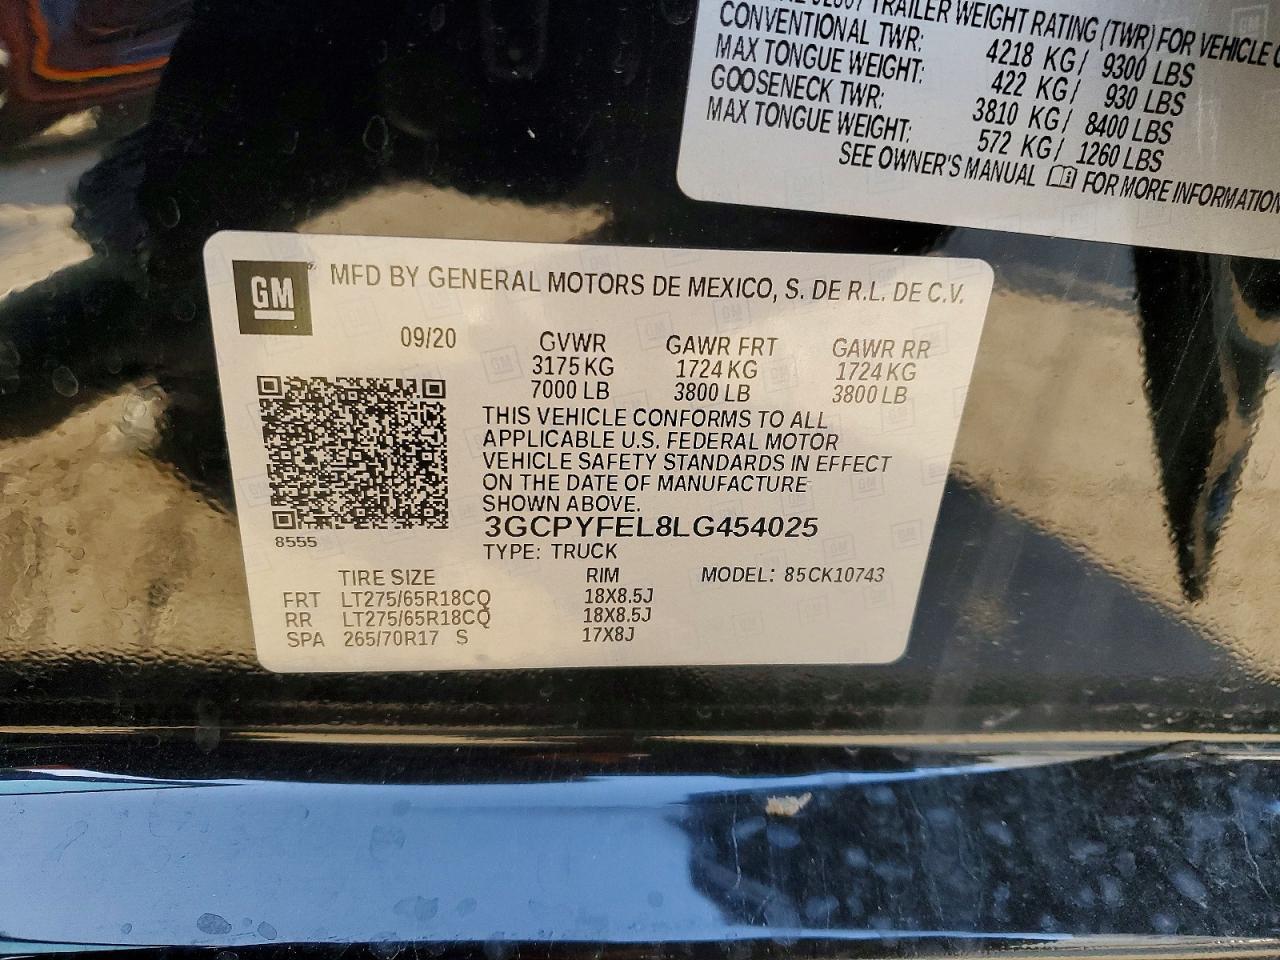 TRAILER WEIGHT RATING (TWR) FOR VEHICLE
CONVENTIONAL TWR: 4218 KG/ 9300 LBS
MAX TONGUE WEIGHT: 422 KG/ 930 LBS
GOOSENECK TWR: 3810 KG/ 8400 LBS
MAX TONGUE WEIGHT: 572 KG/ 1260 LBS
SEE OWNER'S MANUAL FOR MORE INFORMATION
GM MFD BY GENERAL MOTORS DE MEXICO, S. DE R.L. DE C.V.
09/20 GVWR GAWR FRT GAWR RR
3175 KG 1724 KG 1724 KG
7000 LB 3800 LB 3800 LB
THIS VEHICLE CONFORMS TO ALL
APPLICABLE U.S. FEDERAL MOTOR
VEHICLE SAFETY STANDARDS IN EFFECT
ON THE DATE OF MANUFACTURE
SHOWN ABOVE.
3GCPYFEL8LG454025
8555
TYPE: TRUCK
TIRE SIZE RIM MODEL: 85CK10743
FRT LT275/65R18CQ 18X8.5J
RR LT275/65R18CQ 18X8.5J
SPA 265/70R17 S 17X8J